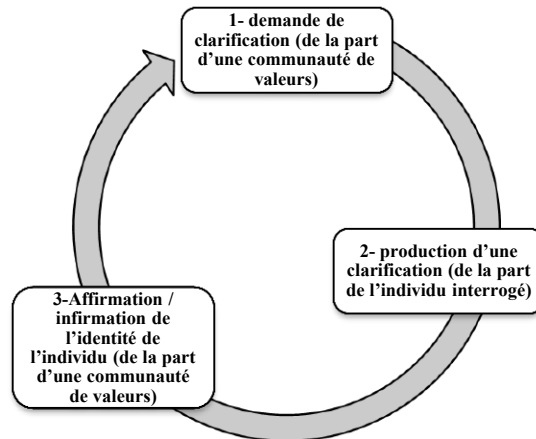 1- demande de
clarification (de la part
d’une communauté de
valeurs)
2- production d’une
clarification (de la part
de l’individu interrogé)
3-Affirmation /
infirmation de
l’identité de
l’individu (de la part
d’une communauté
de valeurs)